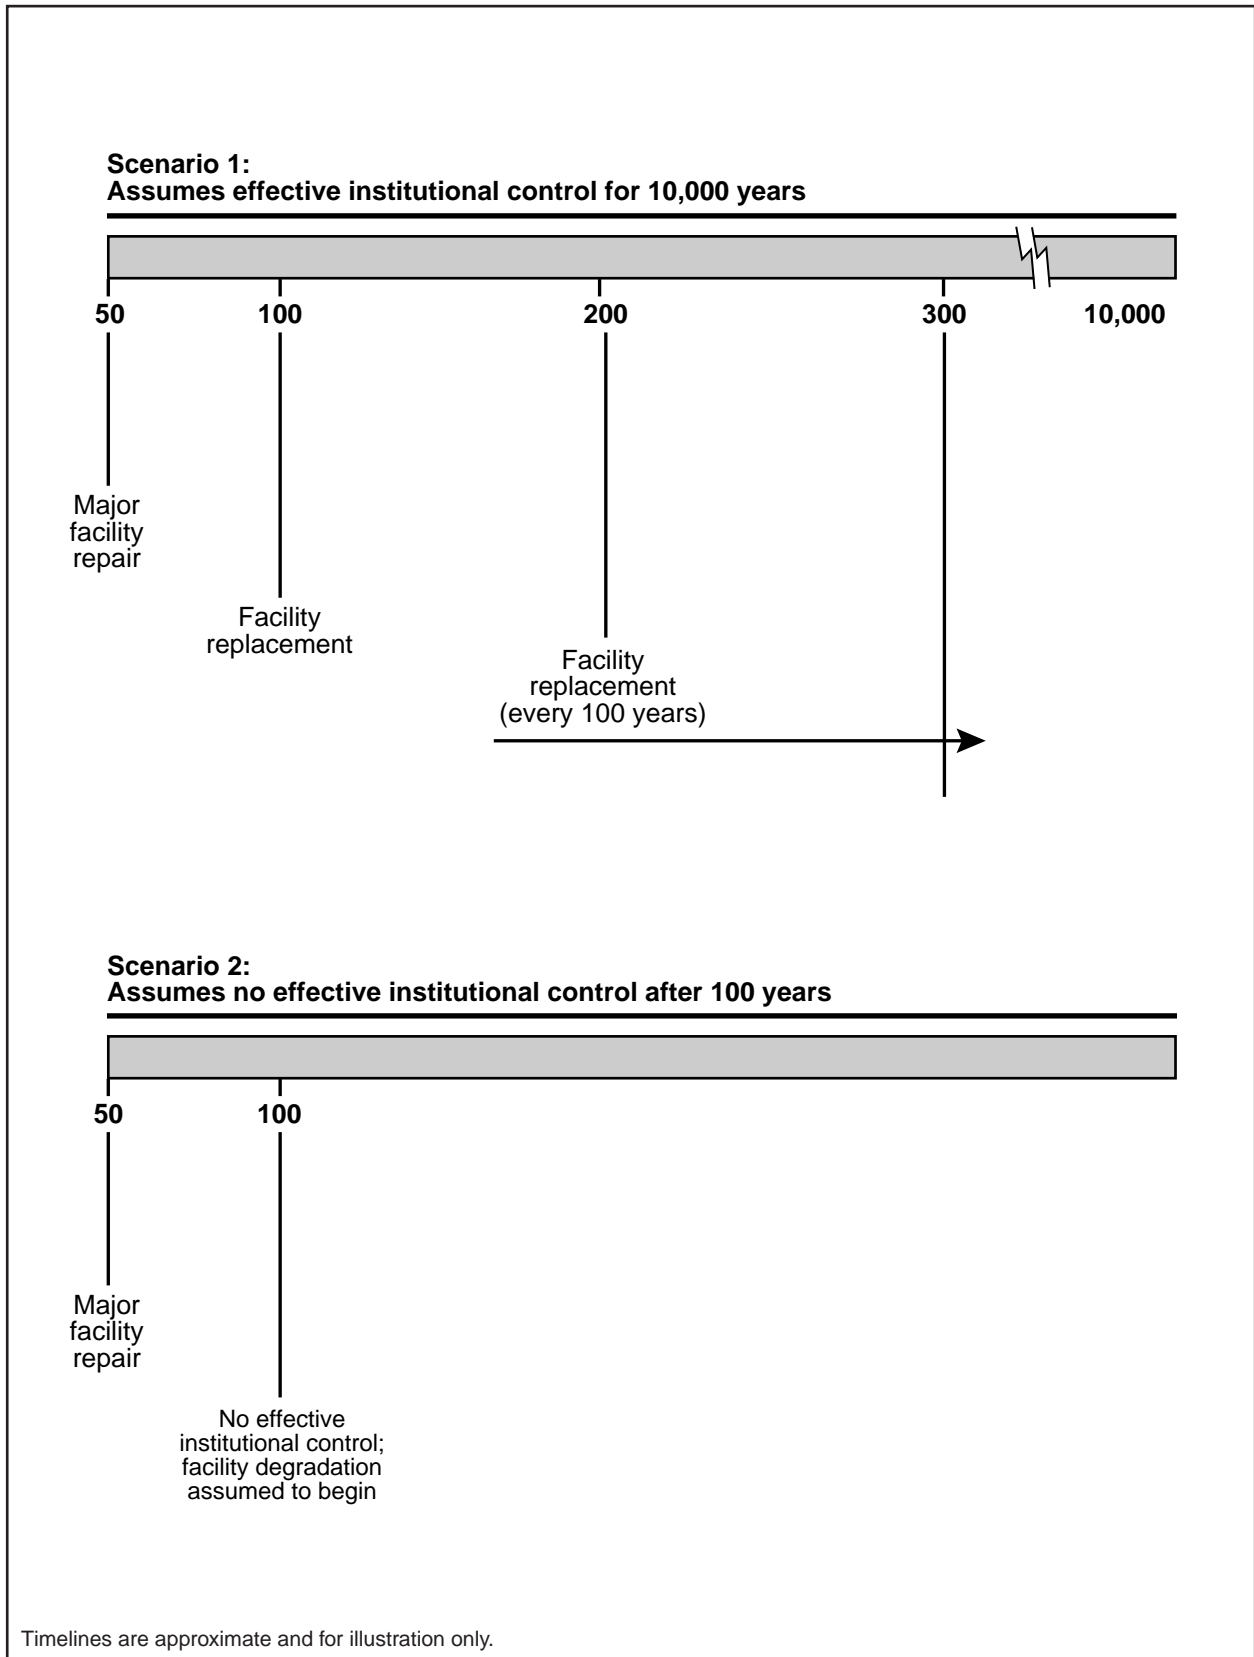 Scenario 1:
Assumes effective institutional control for 10,000 years
50 100 200 300 10,000
Major
facility
repair
Facility
replacement
Facility
replacement
(every 100 years)
Scenario 2:
Assumes no effective institutional control after 100 years
50 100
Major
facility
repair
No effective
institutional control;
facility degradation
assumed to begin
Timelines are approximate and for illustration only.